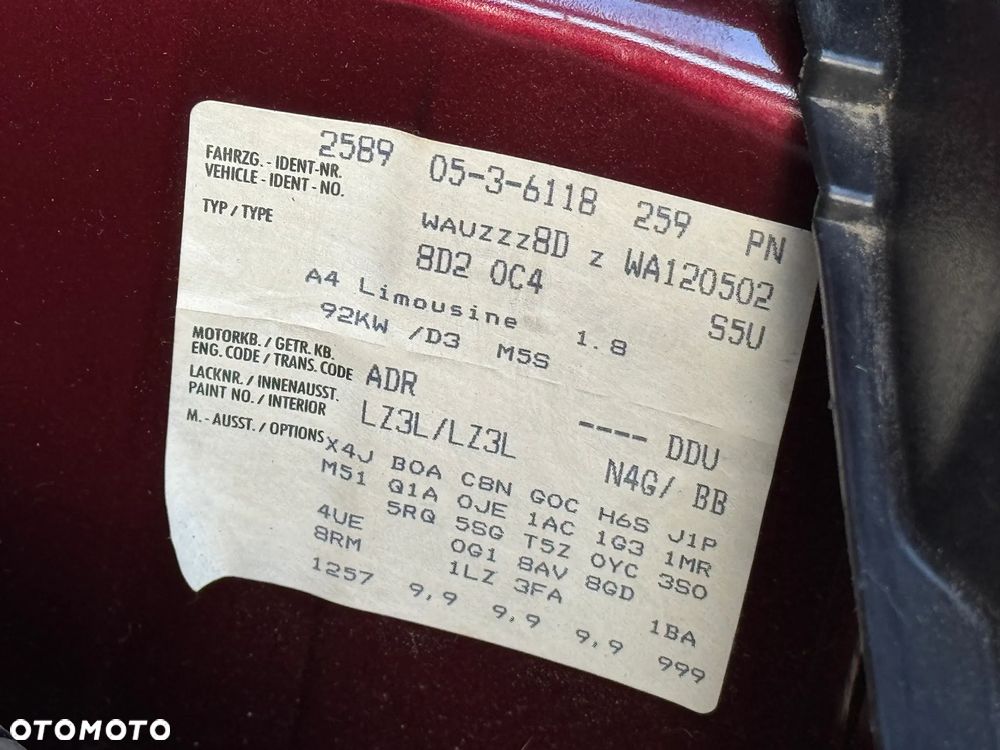 2589 05-3-6118 259 PN
FAHRZG. - IDENT-NR.
VEHICLE - IDENT - NO.
WAUZZZ8D Z WA120502
TYP / TYPE
8D2 0C4 S5U
A4 Limousine 1.8
92KW /D3 M5S
MOTORKB. / GETR. KB.
ENG. CODE / TRANS. CODE
ADR ---- DDU
LACKNR. / INNENAUSST.
PAINT NO. / INTERIOR
LZ3L/LZ3L N4G/ BB
M. - AUSST. / OPTIONS
X4J B0A C8N G0C H6S J1P
M51 Q1A 0JE 1AC 1G3 1MR
5RQ 5SG T5Z 0YC 3S0
4UE 0G1 8AV 8GD
8RM 1LZ 3FA 1BA
1257 9,9 9,9 9,9 999
OTOMOTO